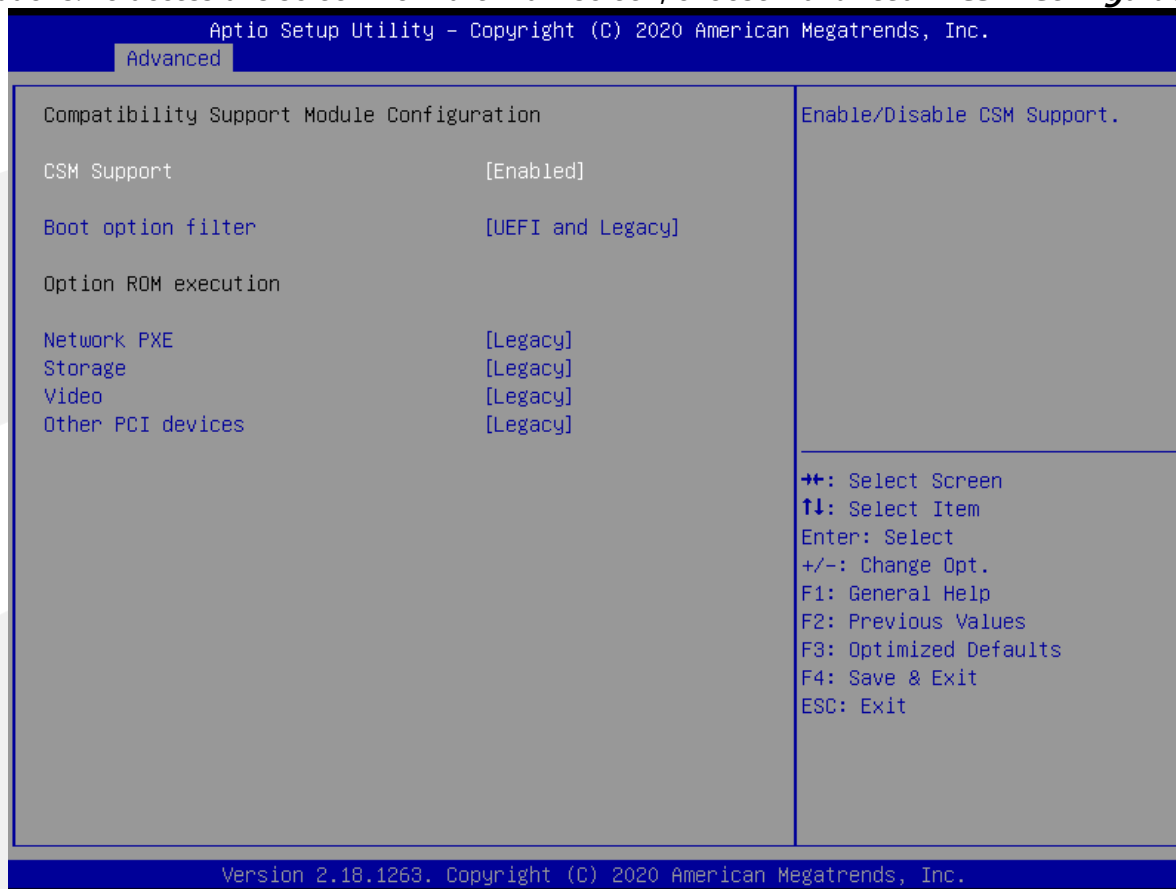 Aptio Setup Utility – Copyright (C) 2020 American Megatrends, Inc.
Advanced
Compatibility Support Module Configuration
CSM Support [Enabled]
Boot option filter [UEFI and Legacy]
Option ROM execution
Network PXE [Legacy]
Storage [Legacy]
Video [Legacy]
Other PCI devices [Legacy]
Enable/Disable CSM Support.
→←: Select Screen
↑↓: Select Item
Enter: Select
+/-: Change Opt.
F1: General Help
F2: Previous Values
F3: Optimized Defaults
F4: Save & Exit
ESC: Exit
Version 2.18.1263. Copyright (C) 2020 American Megatrends, Inc.